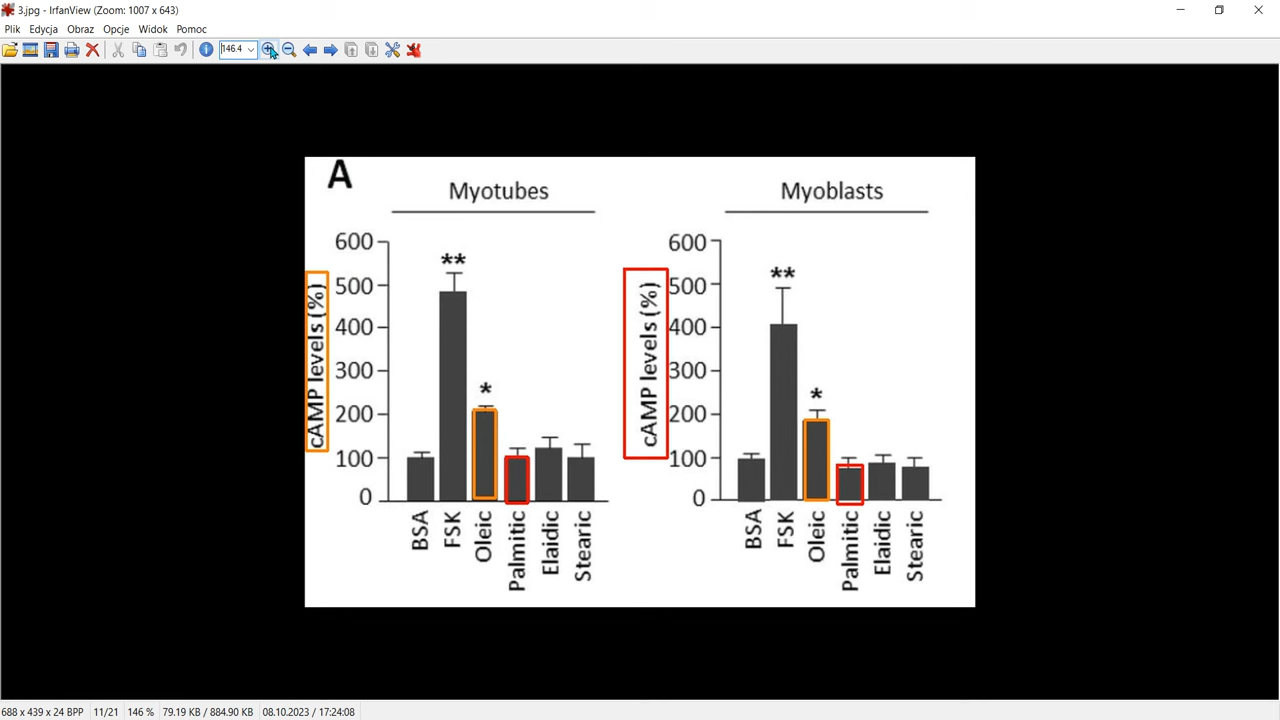 3.jpg - IrfanView (Zoom: 1007 x 643)
Plik Edycja Obraz Opcje Widok Pomoc
146.4
A
Myotubes
cAMP levels (%)
600
500
400
300
200
100
0
**
*
BSA
FSK
Oleic
Palmitic
Elaidic
Stearic
Myoblasts
cAMP levels (%)
600
500
400
300
200
100
0
**
*
BSA
FSK
Oleic
Palmitic
Elaidic
Stearic
688 x 439 x 24 BPP 11/21 146 % 79.19 KB / 884.90 KB 08.10.2023 / 17:24:08